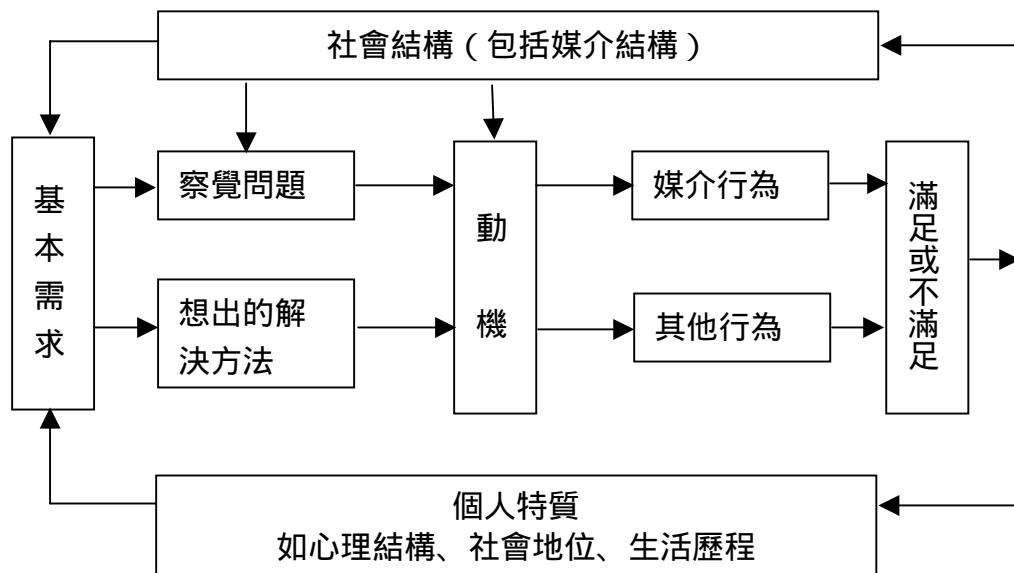 社會結構（包括媒介結構）
基本需求
察覺問題
想出的解
決方法
動機
媒介行為
其他行為
滿足或不滿足
個人特質
如心理結構、社會地位、生活歷程